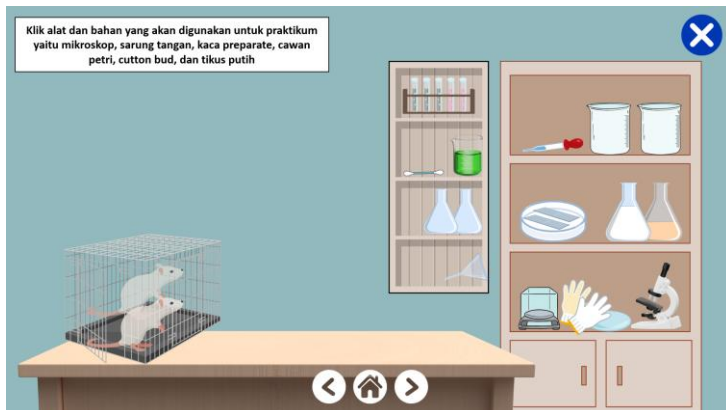 Klik alat dan bahan yang akan digunakan untuk praktikum
yaitu mikroskop, sarung tangan, kaca preparate, cawan
petri, cutton bud, dan tikus putih